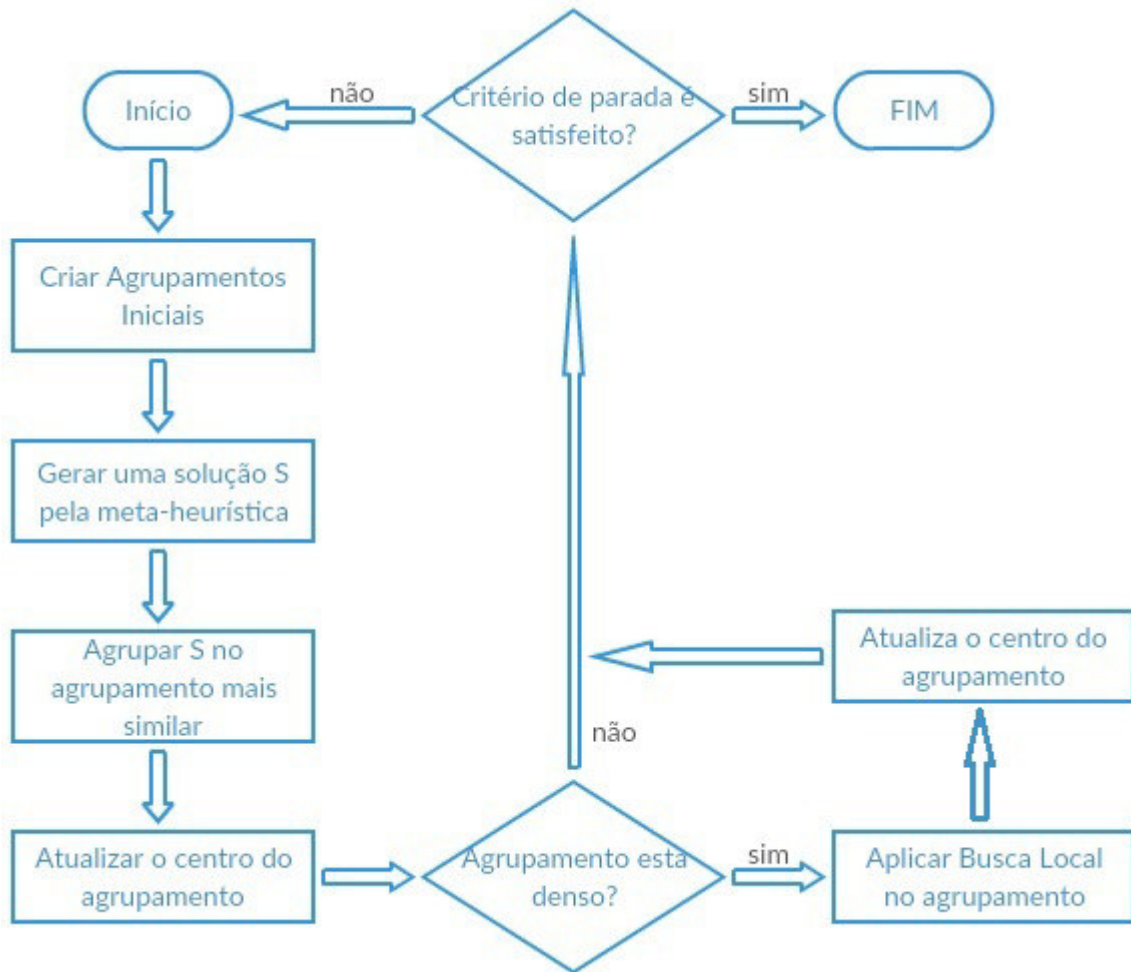 Início
não
Critério de parada é
satisfeito?
sim
FIM
Criar Agrupamentos
Iniciais
Gerar uma solução S
pela meta-heurística
Agrupar S no
agrupamento mais
similar
Atualizar o centro do
agrupamento
Agrupamento está
denso?
não
sim
Aplicar Busca Local
no agrupamento
Atualiza o centro do
agrupamento